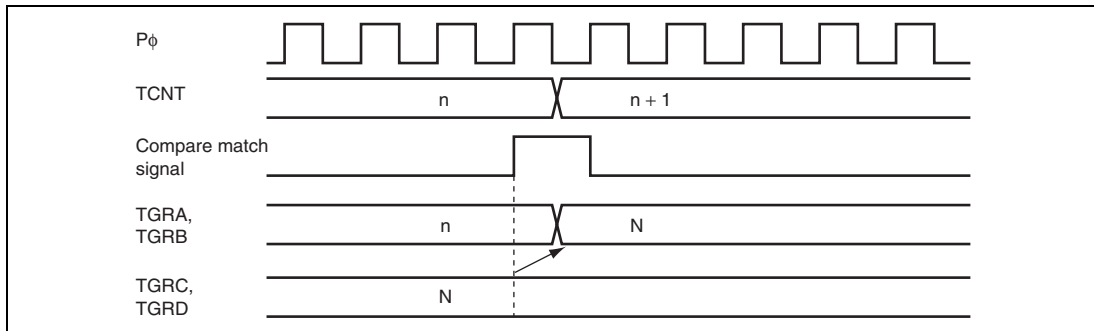 Pϕ
TCNT
n
n + 1
Compare match
signal
TGRA,
TGRB
n
N
TGRC,
TGRD
N